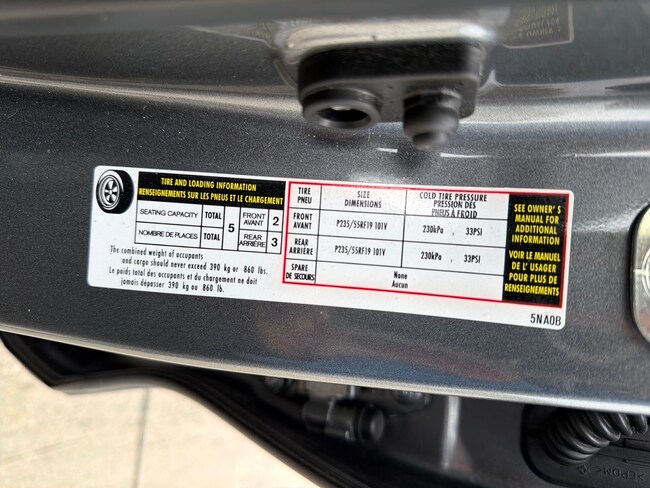 TIRE AND LOADING INFORMATION
RENSEIGNEMENTS SUR LES PNEUS ET LE CHARGEMENT
SEATING CAPACITY TOTAL 5 FRONT AVANT 2
NOMBRE DE PLACES TOTAL REAR ARRIÈRE 3
The combined weight of occupants
and cargo should never exceed 390 kg or 860 lbs.
Le poids total des occupants et du chargement ne doit
jamais dépasser 390 kg ou 860 lb.
TIRE PNEU SIZE DIMENSIONS COLD TIRE PRESSURE PRESSION DES PNEUS À FROID
FRONT AVANT P235/55RF19 101V 230kPa , 33PSI
REAR ARRIÈRE P235/55RF19 101V 230kPa , 33PSI
SPARE DE SECOURS None Aucun
SEE OWNER'S
MANUAL FOR
ADDITIONAL
INFORMATION
VOIR LE MANUEL
DE L' USAGER
POUR PLUS DE
RENSEIGNEMENTS
5NA0B
>EPDM<